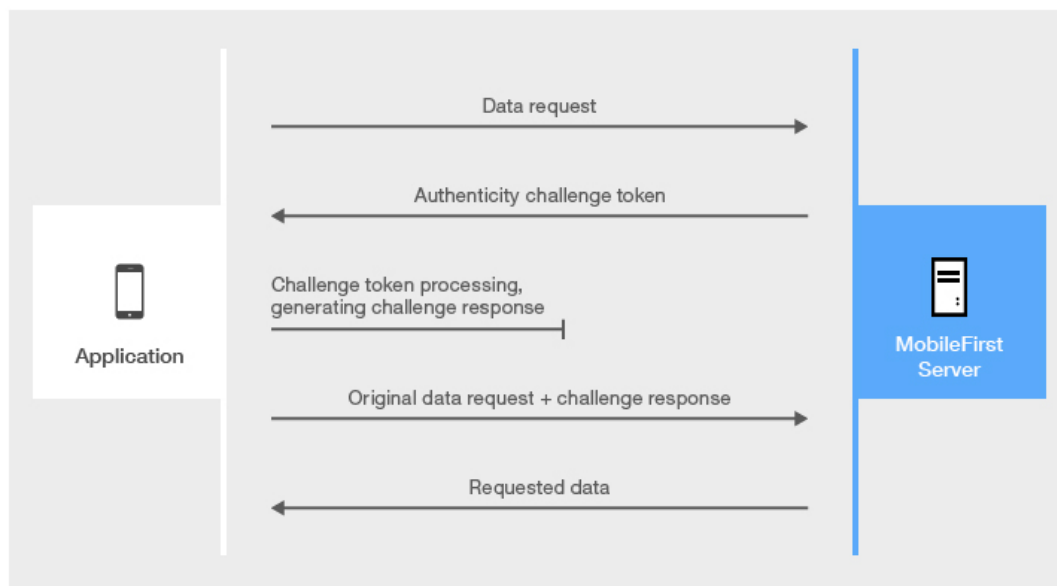 Data request
Authenticity challenge token
Challenge token processing,
generating challenge response
Application
MobileFirst
Server
Original data request + challenge response
Requested data